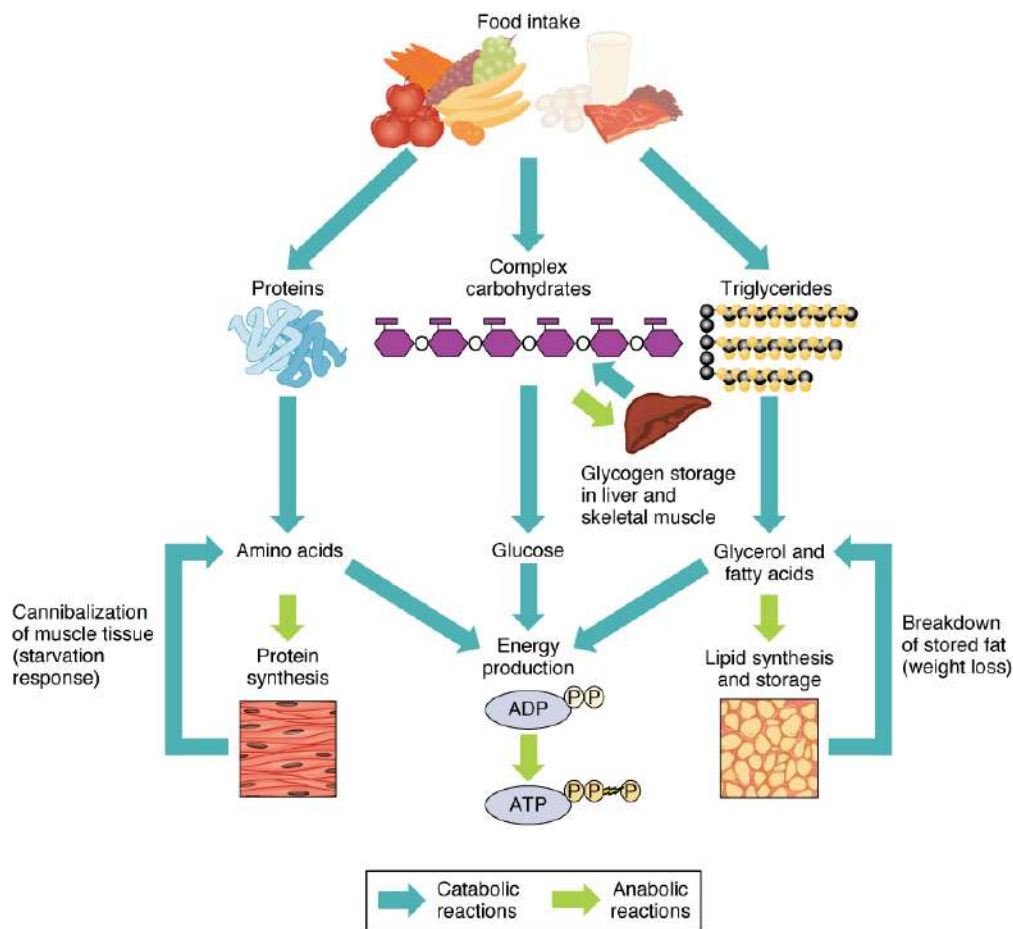 Food intake
Proteins
Complex
carbohydrates
Triglycerides
Glycogen storage
in liver and
skeletal muscle
Amino acids
Glucose
Glycerol and
fatty acids
Cannibalization
of muscle tissue
(starvation
response)
Protein
synthesis
Energy
production
Lipid synthesis
and storage
Breakdown
of stored fat
(weight loss)
ADP
P P
ATP
P P P
Catabolic
reactions
Anabolic
reactions